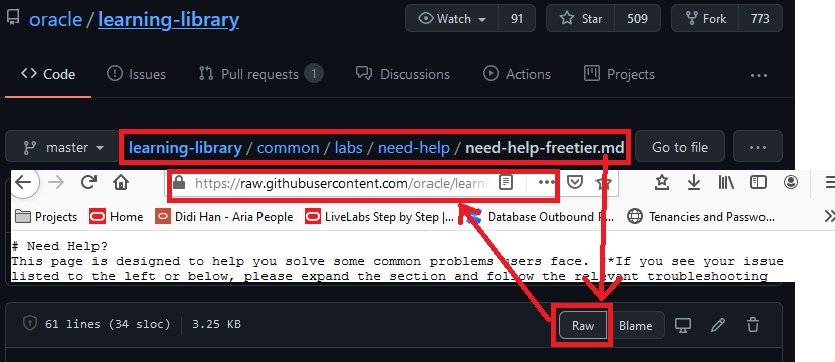 oracle / learning-library
Watch 91 Star 509 Fork 773
Code Issues Pull requests 1 Discussions Actions Projects ...
master learning-library / common / labs / need-help / need-help-freetier.md Go to file ...
https://raw.githubusercontent.com/oracle/learni ...
Projects Home Didi Han - Aria People LiveLabs Step by Step |... Database Outbound P... Tenancies and Passwo...
# Need Help?
This page is designed to help you solve some common problems users face. **If you see your issue
listed to the left or below, please expand the section and follow the relevant troubleshooting
61 lines (34 sloc) 3.25 KB Raw Blame